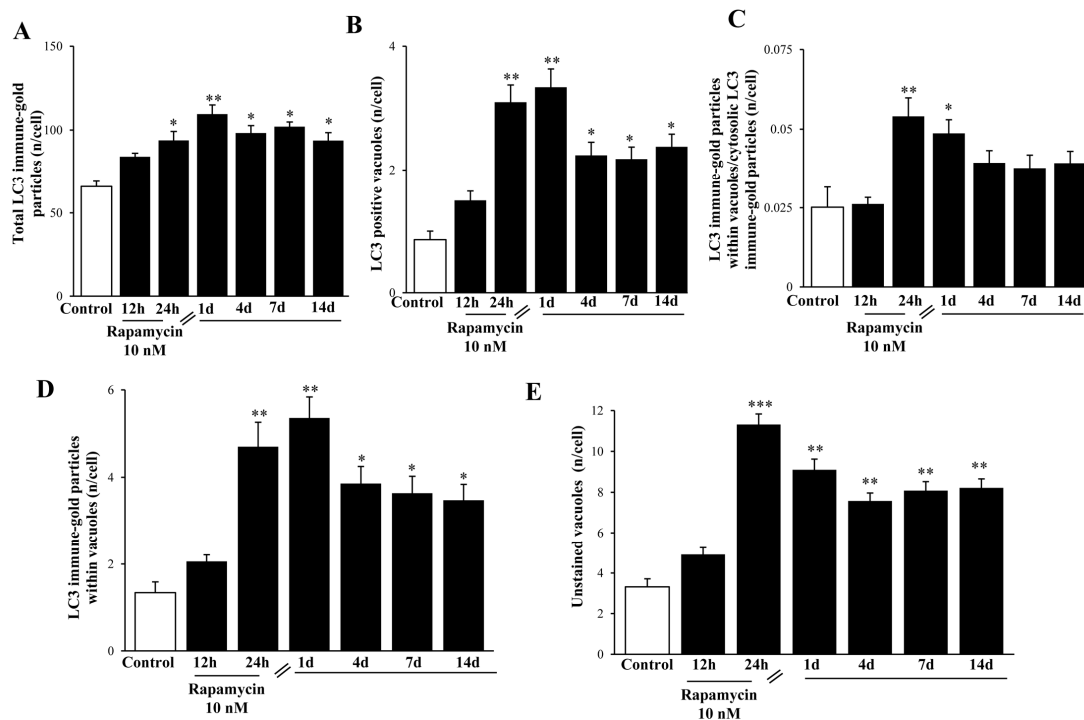 A
Total LC3 immune-gold
particles (n/cell)
150
100
50
0
*
**
*
*
*
Control
12h
24h
1d
4d
7d
14d
Rapamycin
10 nM
B
LC3 positive vacuoles (n/cell)
4
2
0
**
**
*
*
*
Control
12h
24h
1d
4d
7d
14d
Rapamycin
10 nM
C
LC3 immune-gold particles
within vacuoles/cytosolic LC3
immune-gold particles (n/cell)
0.075
0.05
0.025
0
**
*
Control
12h
24h
1d
4d
7d
14d
Rapamycin
10 nM
D
LC3 immune-gold particles
within vacuoles (n/cell)
6
4
2
0
**
**
*
*
*
Control
12h
24h
1d
4d
7d
14d
Rapamycin
10 nM
E
Unstained vacuoles (n/cell)
12
10
8
6
4
2
0
***
**
**
**
**
Control
12h
24h
1d
4d
7d
14d
Rapamycin
10 nM